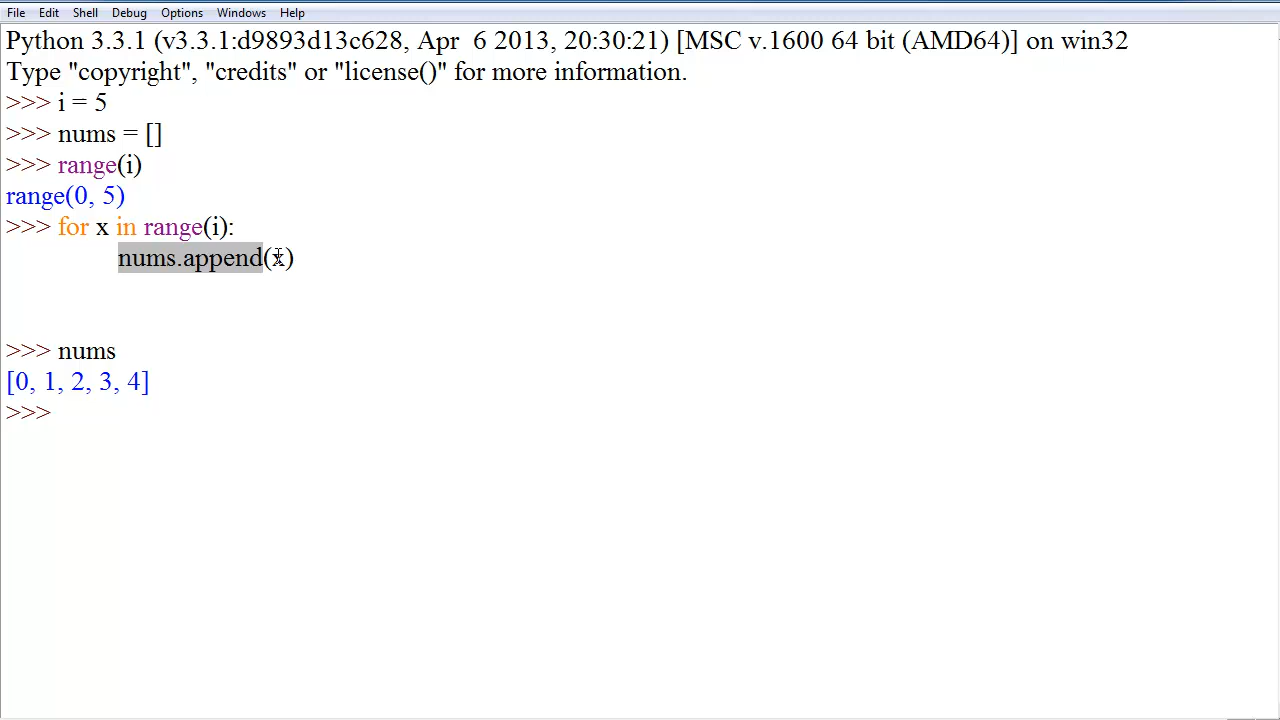 File Edit Shell Debug Options Windows Help
Python 3.3.1 (v3.3.1:d9893d13c628, Apr  6 2013, 20:30:21) [MSC v.1600 64 bit (AMD64)] on win32
Type "copyright", "credits" or "license()" for more information.
>>> i = 5
>>> nums = []
>>> range(i)
range(0, 5)
>>> for x in range(i):
nums.append(x)
>>> nums
[0, 1, 2, 3, 4]
>>>